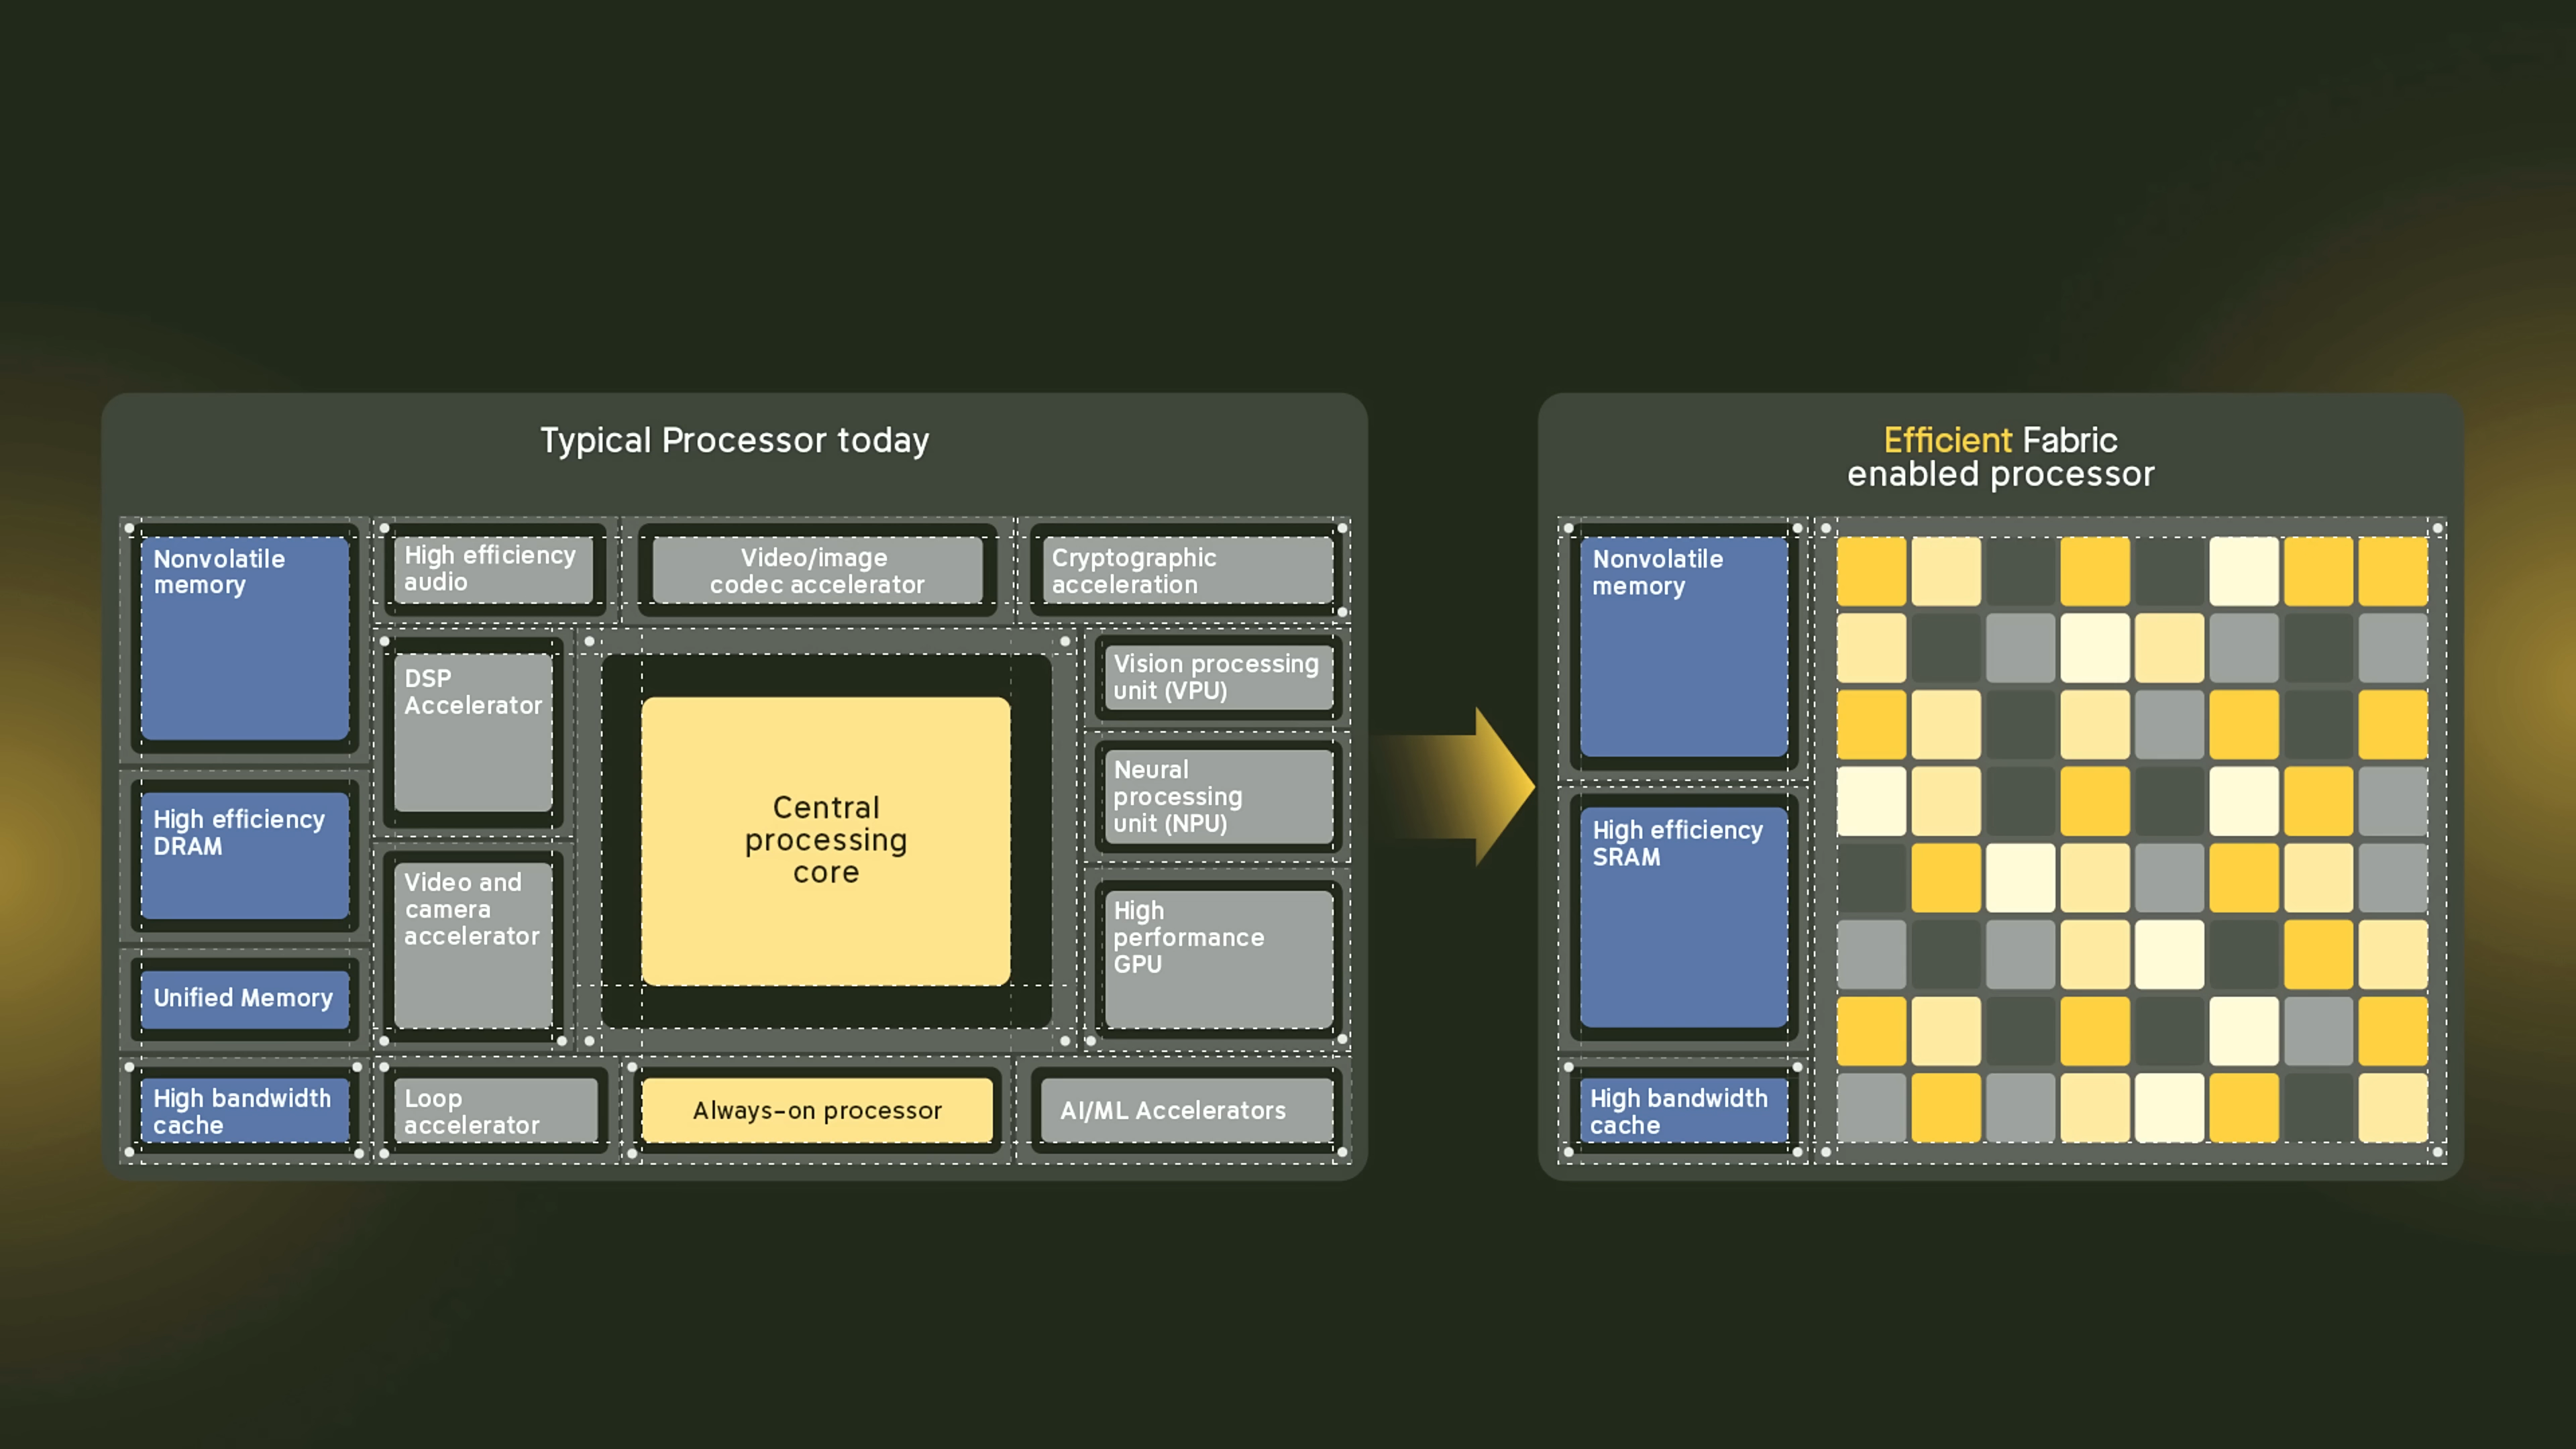 Typical Processor today
Nonvolatile
memory
High efficiency
audio
Video/image
codec accelerator
Cryptographic
acceleration
DSP
Accelerator
Vision processing
unit (VPU)
Neural
processing
unit (NPU)
Central
processing
core
High efficiency
DRAM
Video and
camera
accelerator
High
performance
GPU
Unified Memory
High bandwidth
cache
Loop
accelerator
Always-on processor
AI/ML Accelerators
Efficient Fabric
enabled processor
Nonvolatile
memory
High efficiency
SRAM
High bandwidth
cache